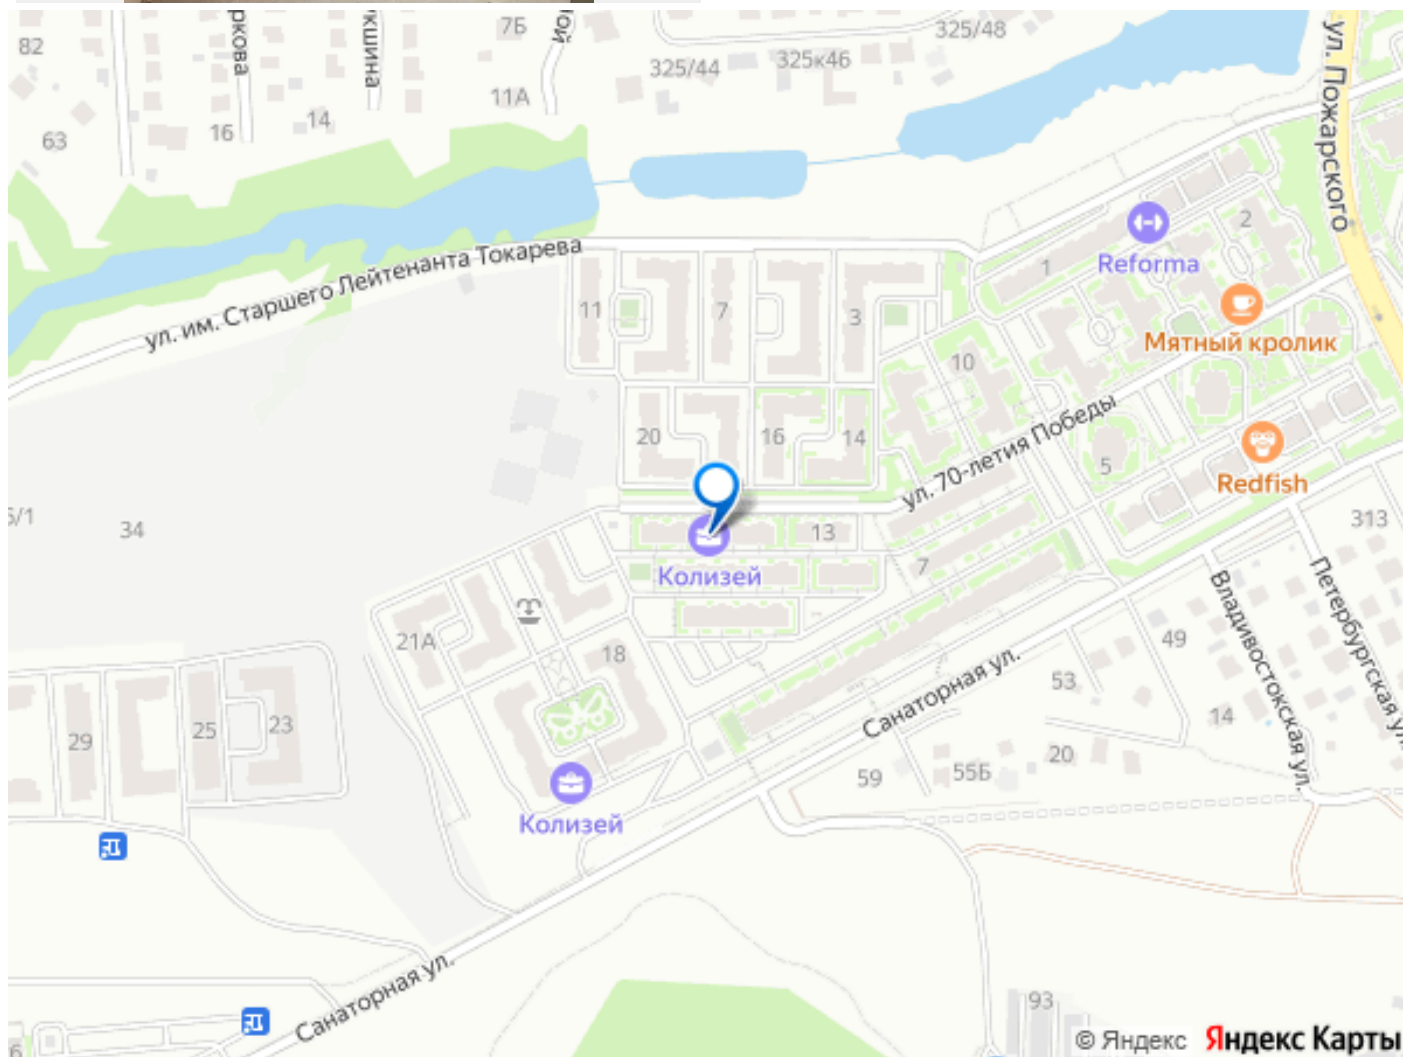 82
ркова
кшина
7Б
ной
325/48
325/44
325к46
ул. Пожарского
11А
16
14
63
2
Reforma
1
ул. им. Старшего Лейтенанта Токарева
11
7
3
Мятный кролик
10
20
16
14
ул. 70-летия Победы
5
Redfish
34
13
313
Колизей
7
Владивостокская ул.
Петербургская ул.
21А
18
49
53
Санаторная ул.
14
29
25
23
59
55Б
20
Колизей
Санаторная ул.
93
© Яндекс
Яндекс Карты